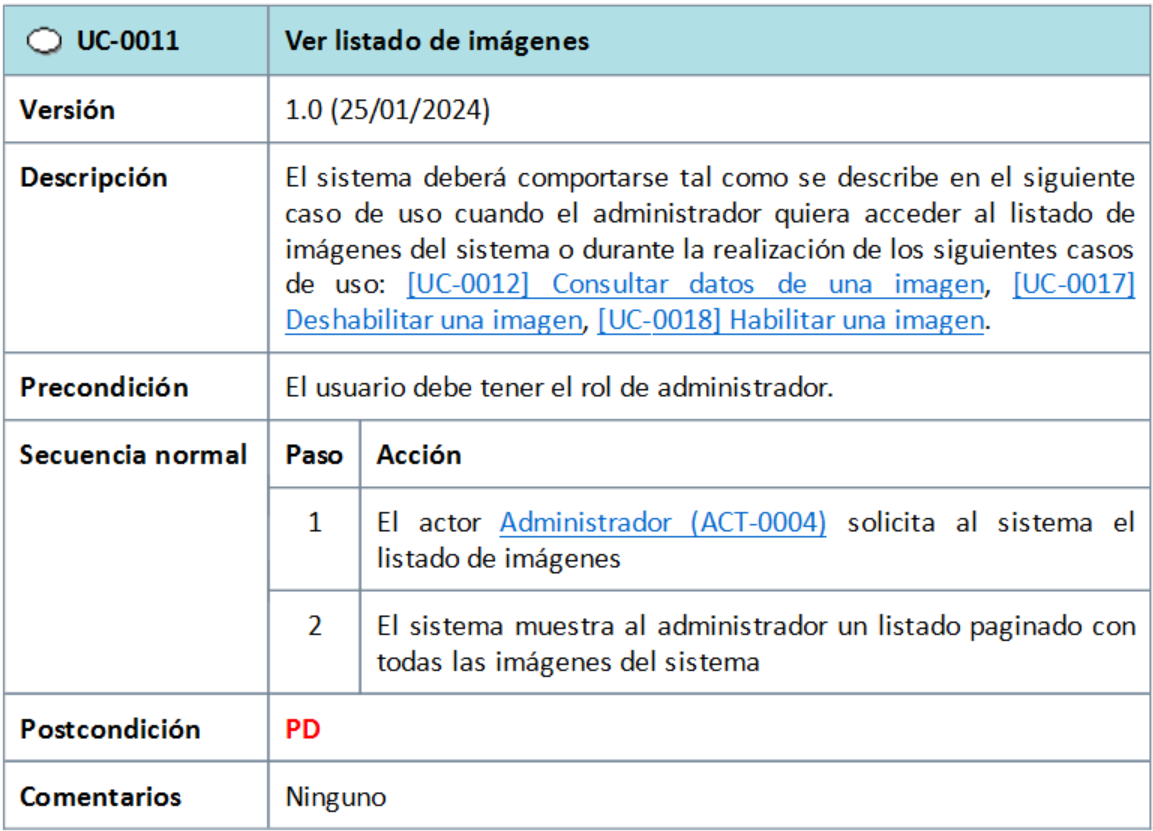 UC-0011 Ver listado de imágenes
Versión 1.0 (25/01/2024)
Descripción El sistema deberá comportarse tal como se describe en el siguiente
caso de uso cuando el administrador quiera acceder al listado de
imágenes del sistema o durante la realización de los siguientes casos
de uso: [UC-0012] Consultar datos de una imagen, [UC-0017]
Deshabilitar una imagen, [UC-0018] Habilitar una imagen.
Precondición El usuario debe tener el rol de administrador.
Secuencia normal Paso Acción
1 El actor Administrador (ACT-0004) solicita al sistema el
listado de imágenes
2 El sistema muestra al administrador un listado paginado con
todas las imágenes del sistema
Postcondición PD
Comentarios Ninguno